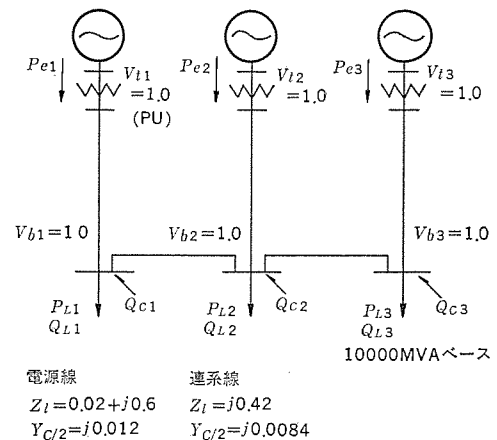 Pe1 Vt1 =1.0 (PU)
Pe2 Vt2 =1.0
Pe3 Vt3 =1.0
Vb1=1 0 Vb2=1.0 Vb3=1.0
QC1 QC2 QC3
PL1 PL2 PL3
QL1 QL2 QL3
10000MVAベース
電源線 連系線
Zl=0.02+j0.6 Zl=j0.42
YC/2=j0.012 YC/2=j0.0084